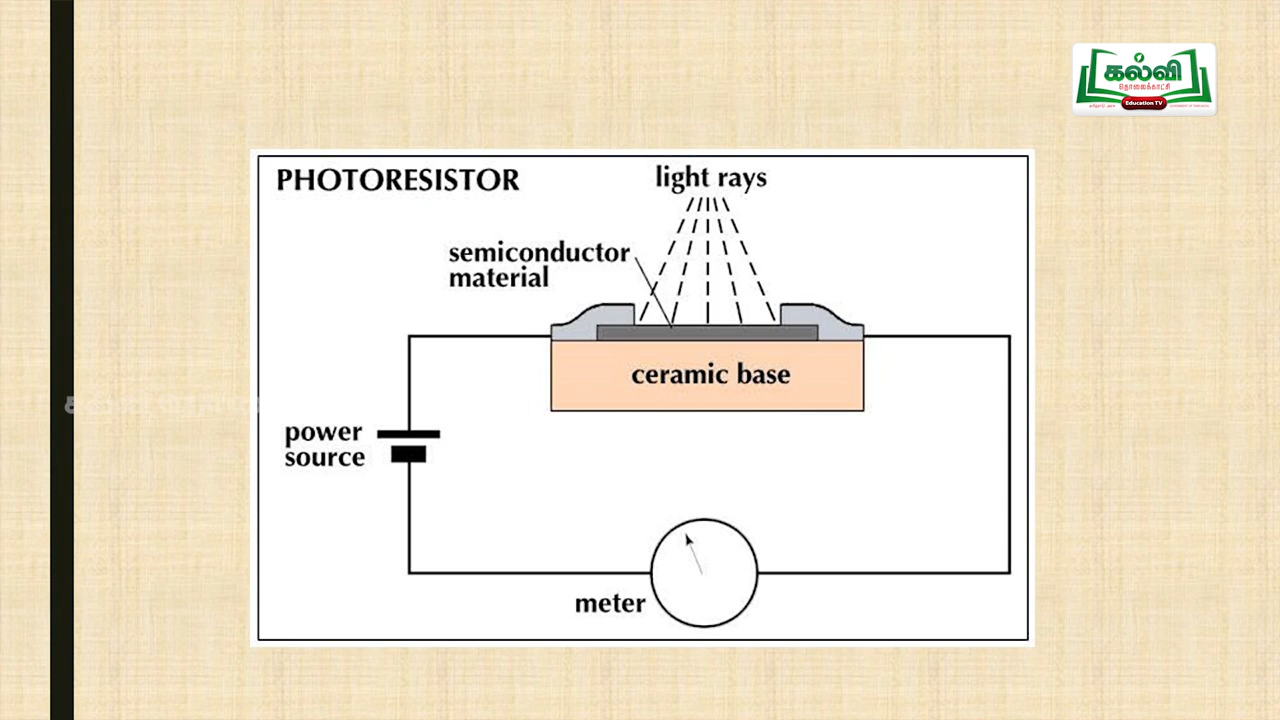 கல்வி
தொலைக்காட்சி
Education TV
PHOTORESISTOR
light rays
semiconductor
material
ceramic base
power
source
meter